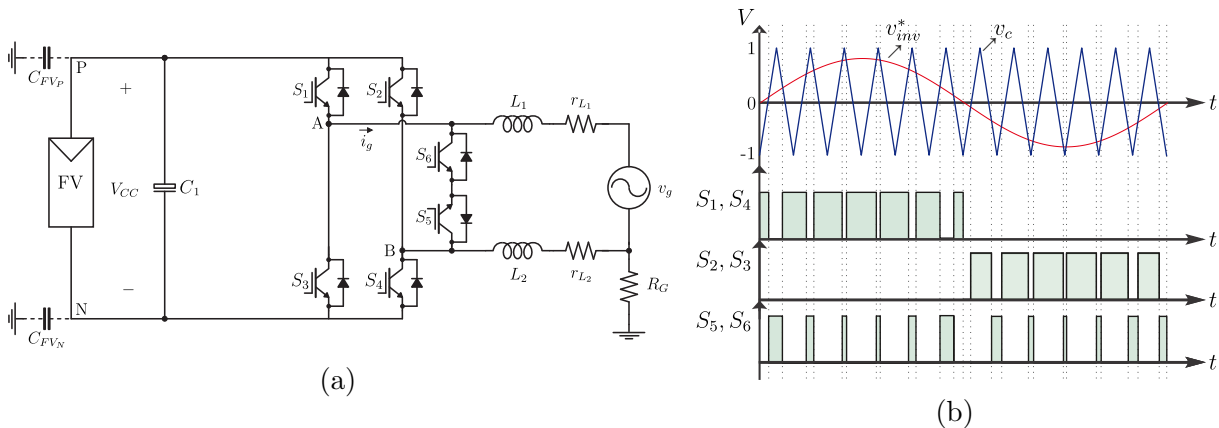 C_{FV_P}
P
+
FV
V_{CC}
C_1
−
N
C_{FV_N}
S_1
S_2
A
i_g
S_6
S_5
B
S_3
S_4
L_1
r_{L_1}
v_g
L_2
r_{L_2}
R_G
(a)
V
v^*_{inv}
v_c
1
0
-1
t
S_1, S_4
t
S_2, S_3
t
S_5, S_6
t
(b)